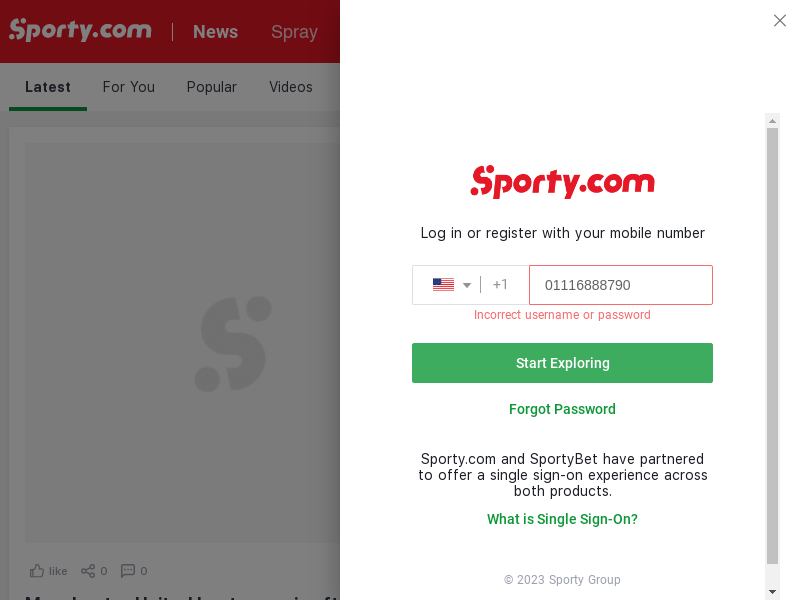 Sporty.com
News
Spray
Latest
For You
Popular
Videos
like
0
0
Sporty.com
Log in or register with your mobile number
+1
01116888790
Incorrect username or password
Start Exploring
Forgot Password
Sporty.com and SportyBet have partnered
to offer a single sign-on experience across
both products.
What is Single Sign-On?
© 2023 Sporty Group